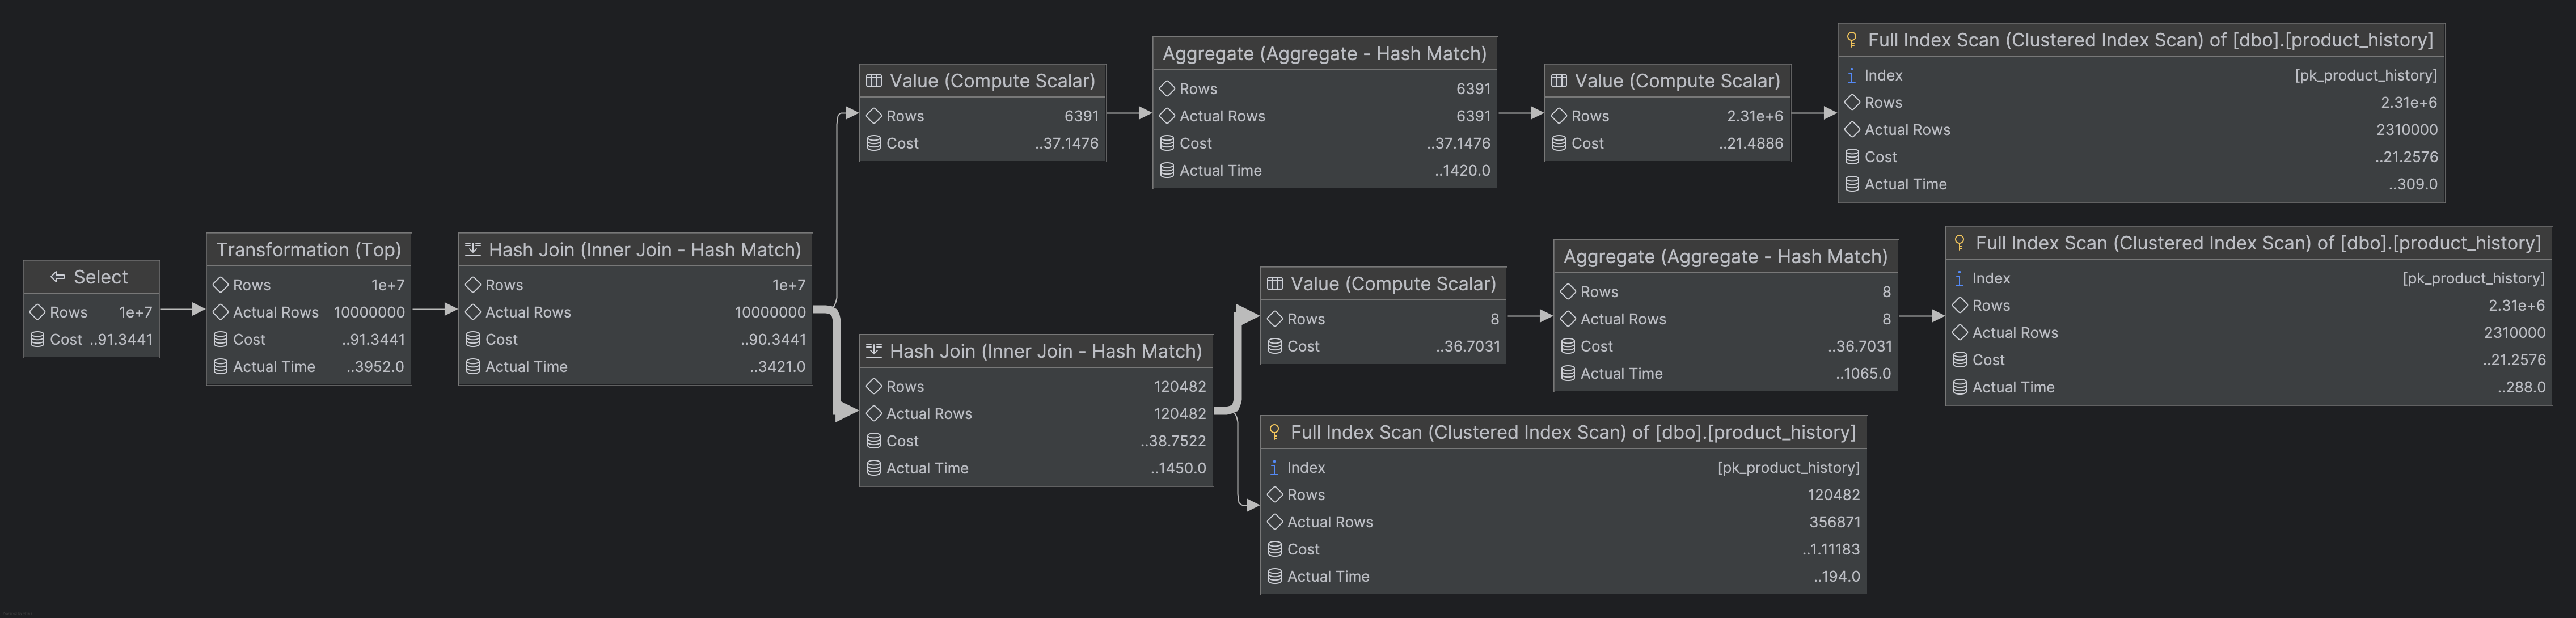 Select
Rows 1e+7
Cost ..91.3441
Transformation (Top)
Rows 1e+7
Actual Rows 10000000
Cost ..91.3441
Actual Time ..3952.0
Hash Join (Inner Join - Hash Match)
Rows 1e+7
Actual Rows 10000000
Cost ..90.3441
Actual Time ..3421.0
Value (Compute Scalar)
Rows 6391
Cost ..37.1476
Aggregate (Aggregate - Hash Match)
Rows 6391
Actual Rows 6391
Cost ..37.1476
Actual Time ..1420.0
Value (Compute Scalar)
Rows 2.31e+6
Cost ..21.4886
Full Index Scan (Clustered Index Scan) of [dbo].[product_history]
Index [pk_product_history]
Rows 2.31e+6
Actual Rows 2310000
Cost ..21.2576
Actual Time ..309.0
Hash Join (Inner Join - Hash Match)
Rows 120482
Actual Rows 120482
Cost ..38.7522
Actual Time ..1450.0
Value (Compute Scalar)
Rows 8
Cost ..36.7031
Aggregate (Aggregate - Hash Match)
Rows 8
Actual Rows 8
Cost ..36.7031
Actual Time ..1065.0
Full Index Scan (Clustered Index Scan) of [dbo].[product_history]
Index [pk_product_history]
Rows 2.31e+6
Actual Rows 2310000
Cost ..21.2576
Actual Time ..288.0
Full Index Scan (Clustered Index Scan) of [dbo].[product_history]
Index [pk_product_history]
Rows 120482
Actual Rows 356871
Cost ..1.11183
Actual Time ..194.0